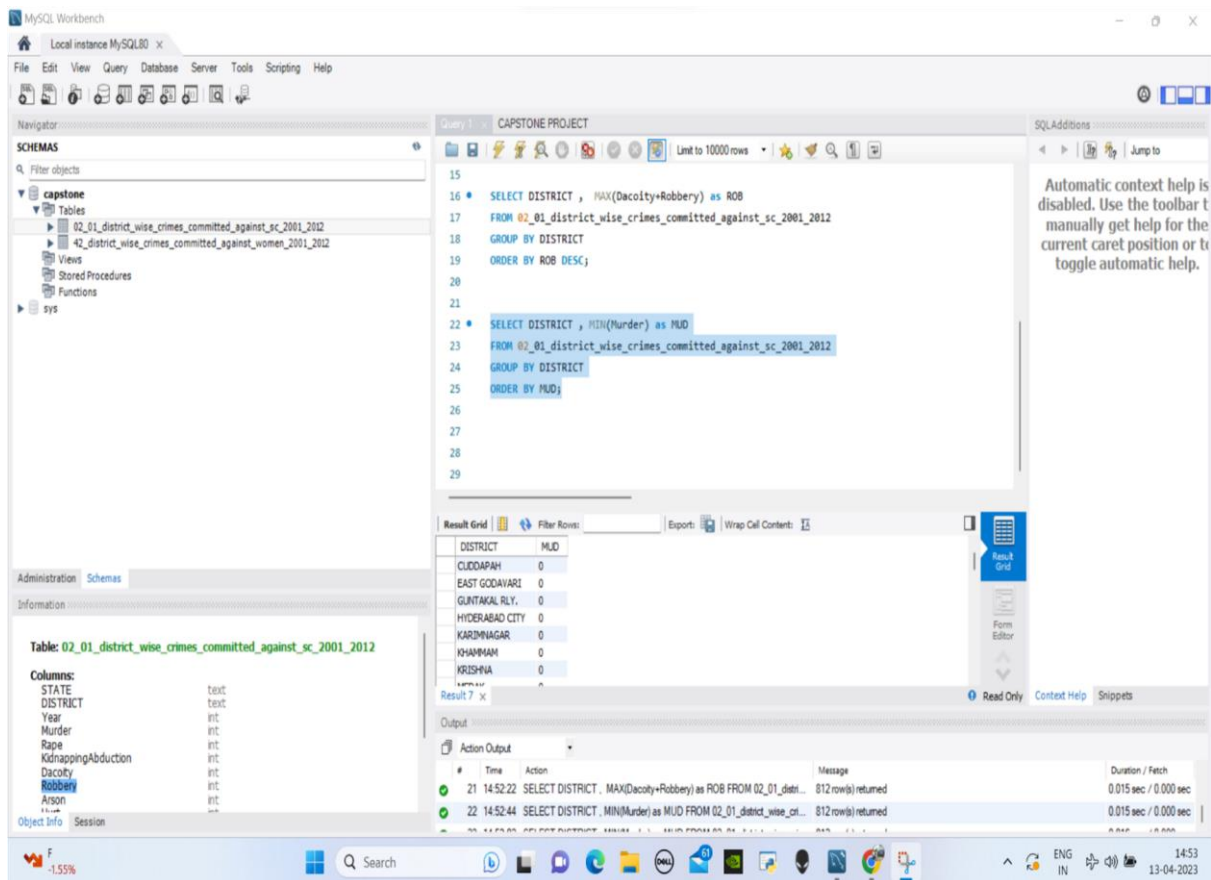 MySQL Workbench
Local instance MySQL80 ×
File Edit View Query Database Server Tools Scripting Help
Navigator
SCHEMAS
Filter objects
capstone
Tables
02_01_district_wise_crimes_committed_against_sc_2001_2012
42_district_wise_crimes_committed_against_women_2001_2012
Views
Stored Procedures
Functions
sys
Administration Schemas
Information
Table: 02_01_district_wise_crimes_committed_against_sc_2001_2012
Columns:
STATE text
DISTRICT text
Year int
Murder int
Rape int
KidnappingAbduction int
Dacoity int
Robbery int
Arson int
Object Info Session
Query 1 × CAPSTONE PROJECT
Limit to 10000 rows
15
16 SELECT DISTRICT , MAX(Dacoity+Robbery) as ROB
17 FROM 02_01_district_wise_crimes_committed_against_sc_2001_2012
18 GROUP BY DISTRICT
19 ORDER BY ROB DESC;
20
21
22 SELECT DISTRICT , MIN(Murder) as MUD
23 FROM 02_01_district_wise_crimes_committed_against_sc_2001_2012
24 GROUP BY DISTRICT
25 ORDER BY MUD;
26
27
28
29
Result Grid Filter Rows: Export: Wrap Cell Content:
DISTRICT MUD
CUDDAPAH 0
EAST GODAVARI 0
GUNTAKAL RLY. 0
HYDERABAD CITY 0
KARIMNAGAR 0
KHAMMAM 0
KRISHNA 0
Result Grid
Form Editor
Result 7 × Read Only
Output
Action Output
# Time Action Message Duration / Fetch
21 14:52:22 SELECT DISTRICT , MAX(Dacoity+Robbery) as ROB FROM 02_01_distri... 812 row(s) returned 0.015 sec / 0.000 sec
22 14:52:44 SELECT DISTRICT , MIN(Murder) as MUD FROM 02_01_district_wise_cri... 812 row(s) returned 0.015 sec / 0.000 sec
SQLAdditions
Jump to
Automatic context help is
disabled. Use the toolbar t
manually get help for the
current caret position or to
toggle automatic help.
Context Help Snippets
F
-1.55%
Search
DELL
61
ENG
IN
14:53
13-04-2023